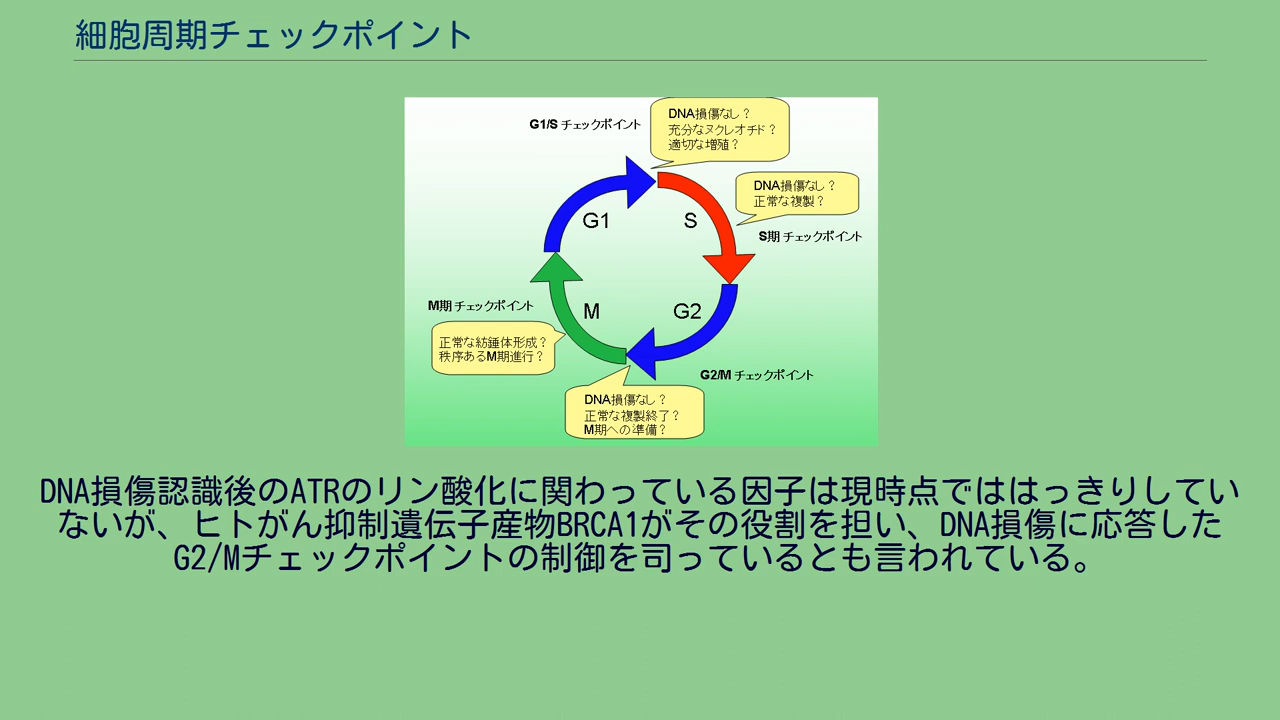 細胞周期チェックポイント
G1/S チェックポイント
DNA損傷なし？
充分なヌクレオチド？
適切な増殖？
DNA損傷なし？
正常な複製？
G1
S
S期 チェックポイント
M期 チェックポイント
M
G2
正常な紡錘体形成？
秩序あるM期進行？
G2/M チェックポイント
DNA損傷なし？
正常な複製終了？
M期への準備？
DNA損傷認識後のATRのリン酸化に関わっている因子は現時点でははっきりしてい
ないが、ヒトがん抑制遺伝子産物BRCA1がその役割を担い、DNA損傷に応答した
G2/Mチェックポイントの制御を司っているとも言われている。